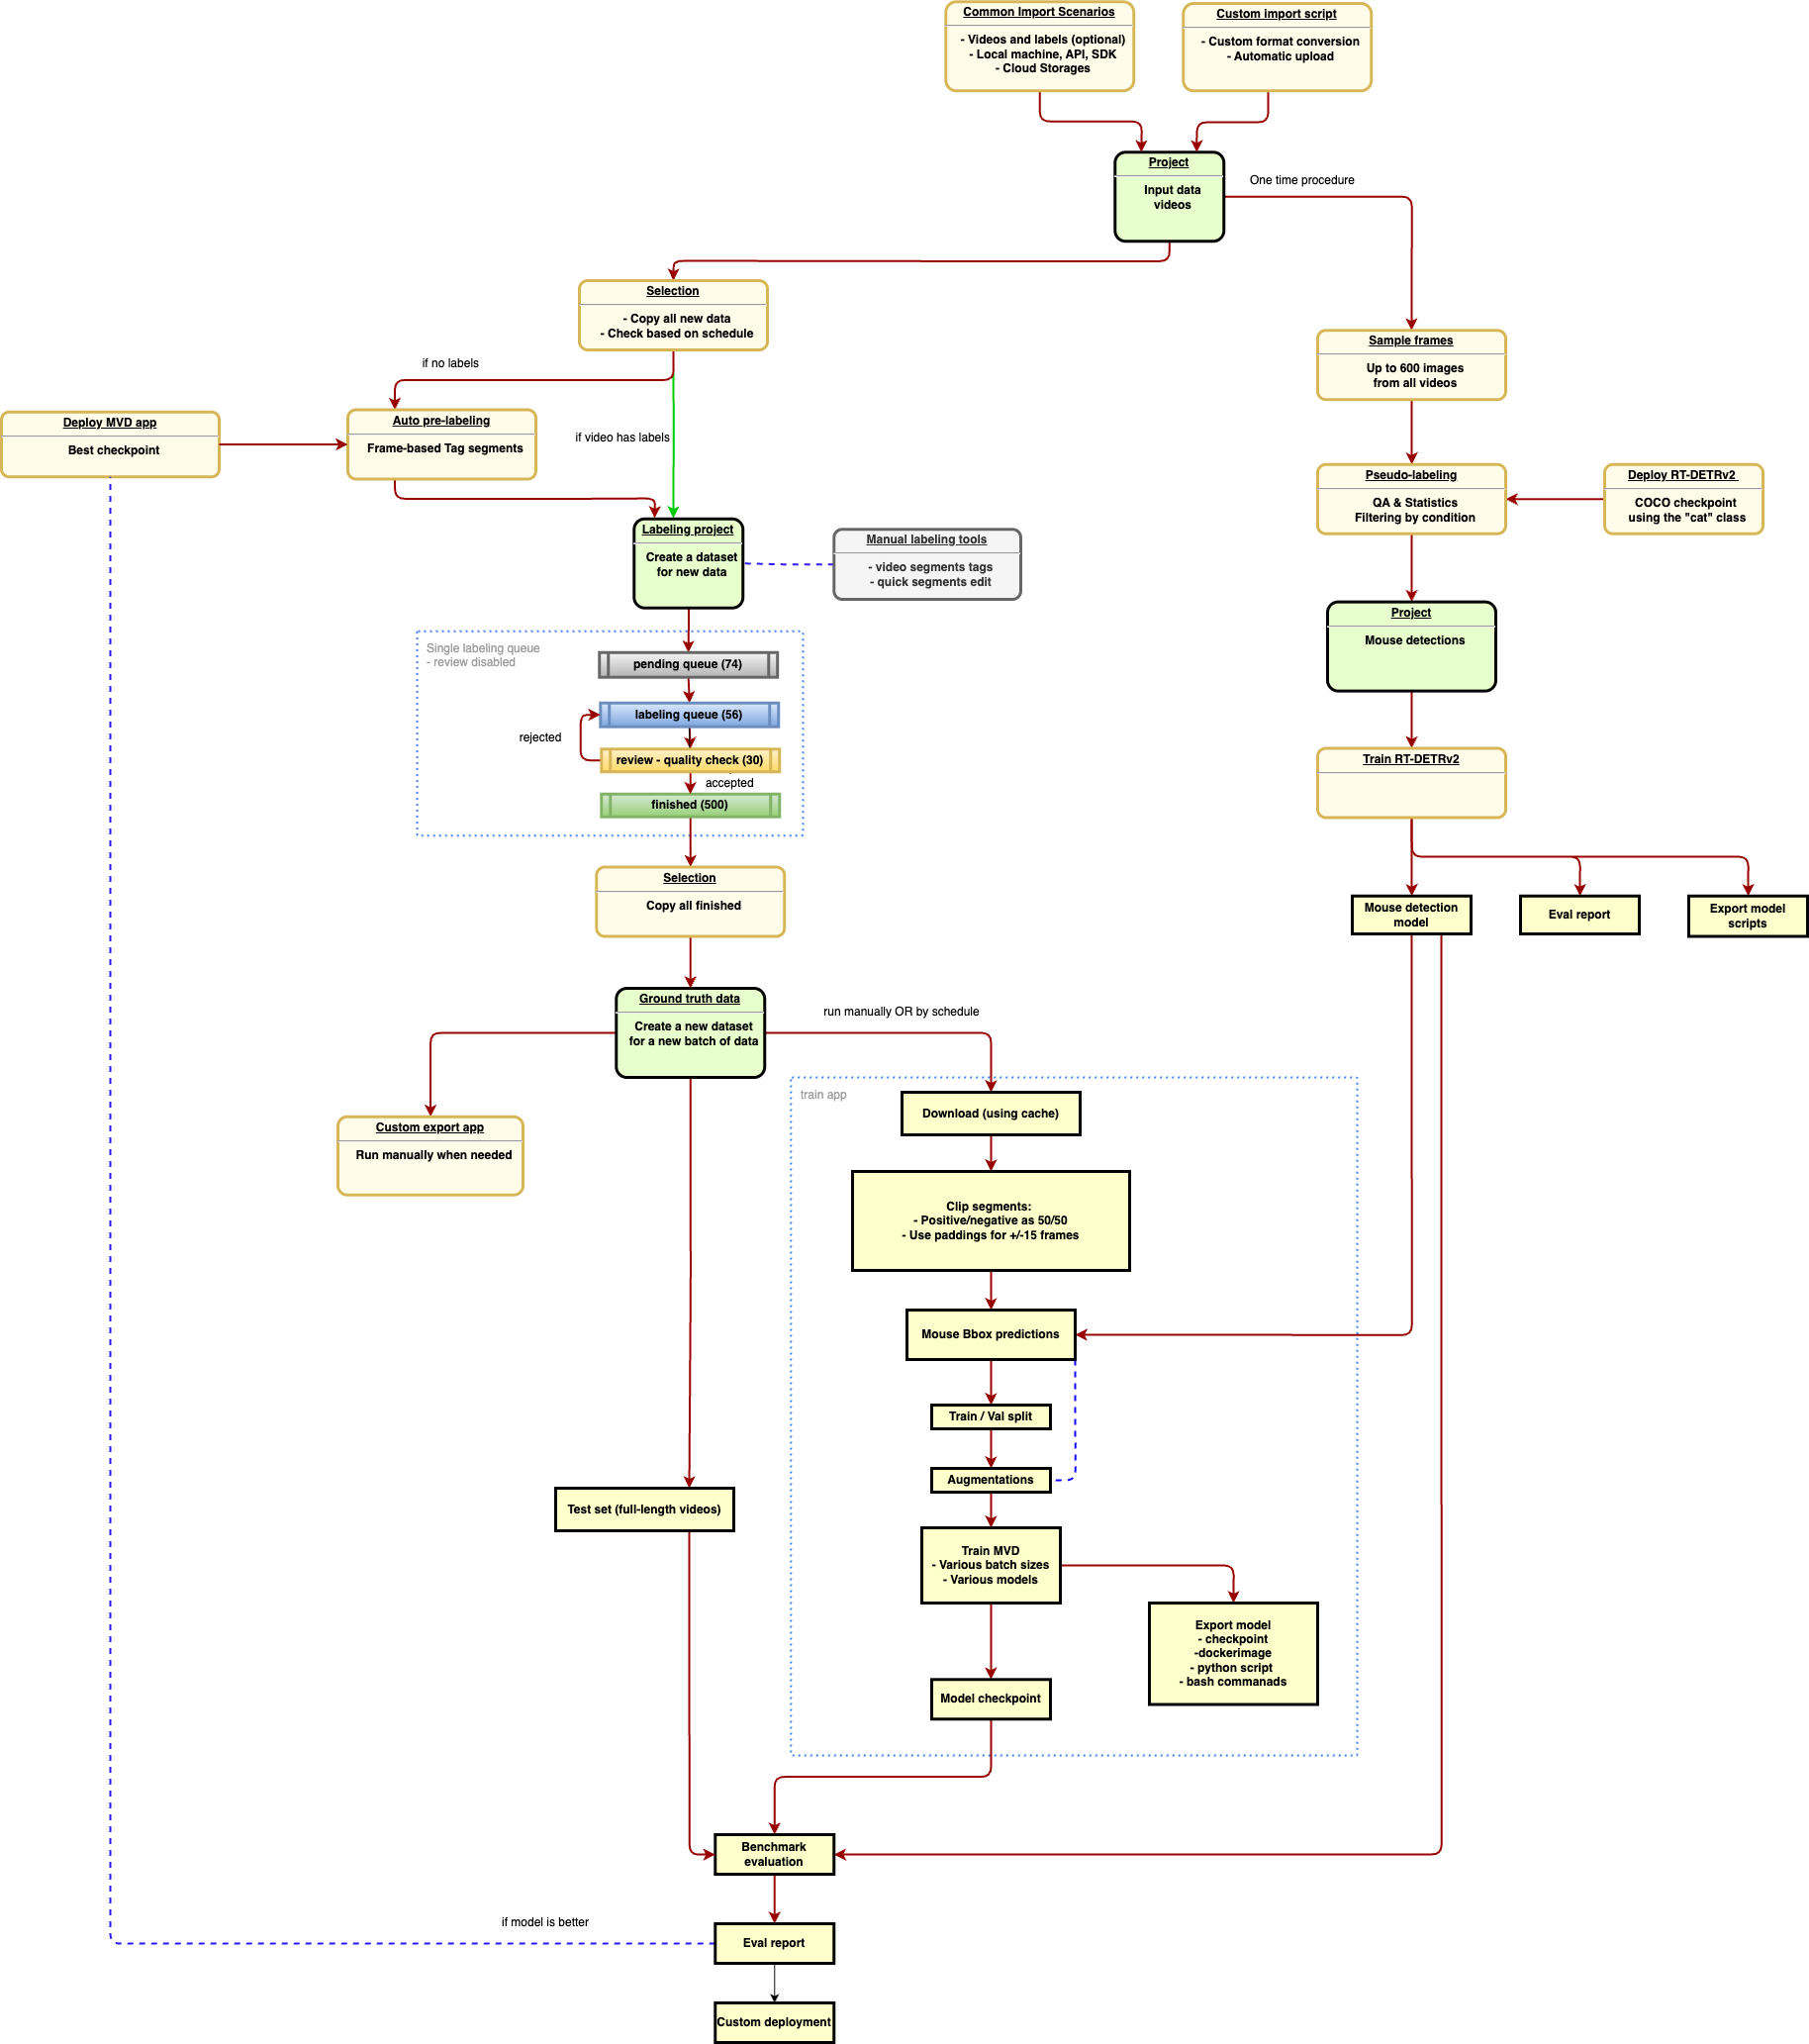 Common Import Scenarios
- Videos and labels (optional)
- Local machine, API, SDK
- Cloud Storages
Custom import script
- Custom format conversion
- Automatic upload
Project
Input data
videos
One time procedure
Selection
- Copy all new data
- Check based on schedule
if no labels
if video has labels
Deploy MVD app
Best checkpoint
Auto pre-labeling
Frame-based Tag segments
Sample frames
Up to 600 images
from all videos
Pseudo-labeling
QA & Statistics
Filtering by condition
Deploy RT-DETRv2
COCO checkpoint
using the "cat" class
Labeling project
Create a dataset
for new data
Manual labeling tools
- video segments tags
- quick segments edit
Project
Mouse detections
Single labeling queue
- review disabled
pending queue (74)
labeling queue (56)
rejected
review - quality check (30)
accepted
finished (500)
Train RT-DETRv2
Selection
Copy all finished
Mouse detection
model
Eval report
Export model
scripts
Ground truth data
Create a new dataset
for a new batch of data
run manually OR by schedule
Custom export app
Run manually when needed
train app
Download (using cache)
Clip segments:
- Positive/negative as 50/50
- Use paddings for +/-15 frames
Mouse Bbox predictions
Train / Val split
Augmentations
Test set (full-length videos)
Train MVD
- Various batch sizes
- Various models
Export model
- checkpoint
-dockerimage
- python script
- bash commanads
Model checkpoint
Benchmark
evaluation
if model is better
Eval report
Custom deployment